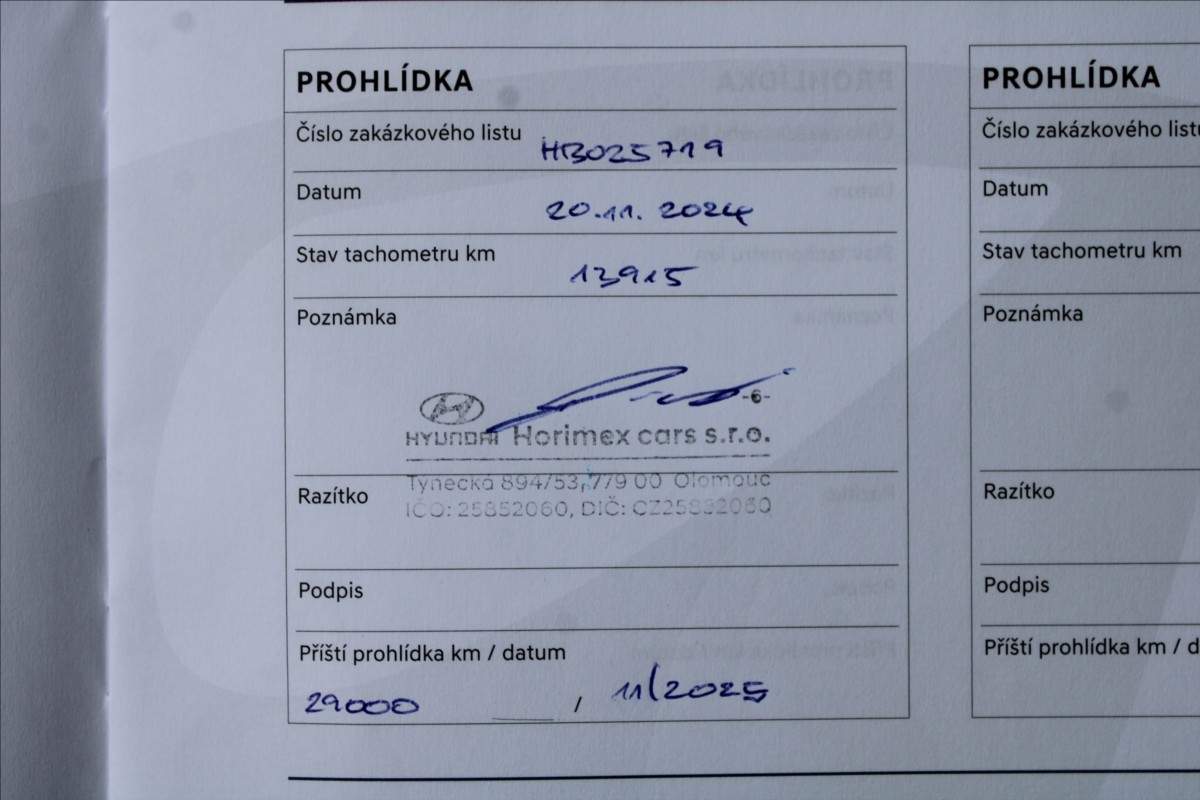 PROHLÍDKA
Číslo zakázkového listu HB025719
Datum 20.11.2024
Stav tachometru km 13915
Poznámka
-6-
HYUNDAI Horimex cars s.r.o.
Týnecká 894/53, 779 00 Olomouc
Razítko
IČO: 25852060, DIČ: CZ25832060
Podpis
Příští prohlídka km / datum
29000 / 11/2025
PROHLÍDKA
Číslo zakázkového listu
Datum
Stav tachometru km
Poznámka
Razítko
Podpis
Příští prohlídka km / d